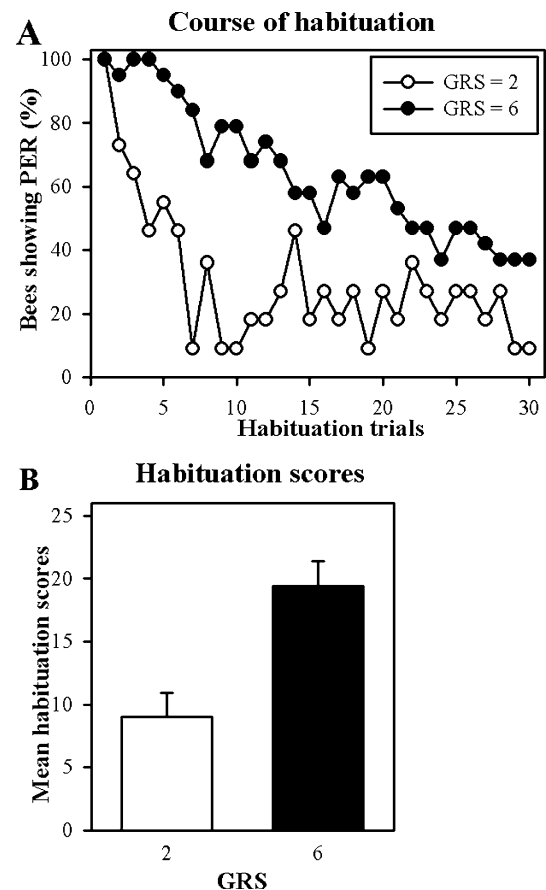 A
Course of habituation
Bees showing PER (%)
100
80
60
40
20
0
GRS = 2
GRS = 6
0 5 10 15 20 25 30
Habituation trials
B
Habituation scores
Mean habituation scores
25
20
15
10
5
0
2 6
GRS